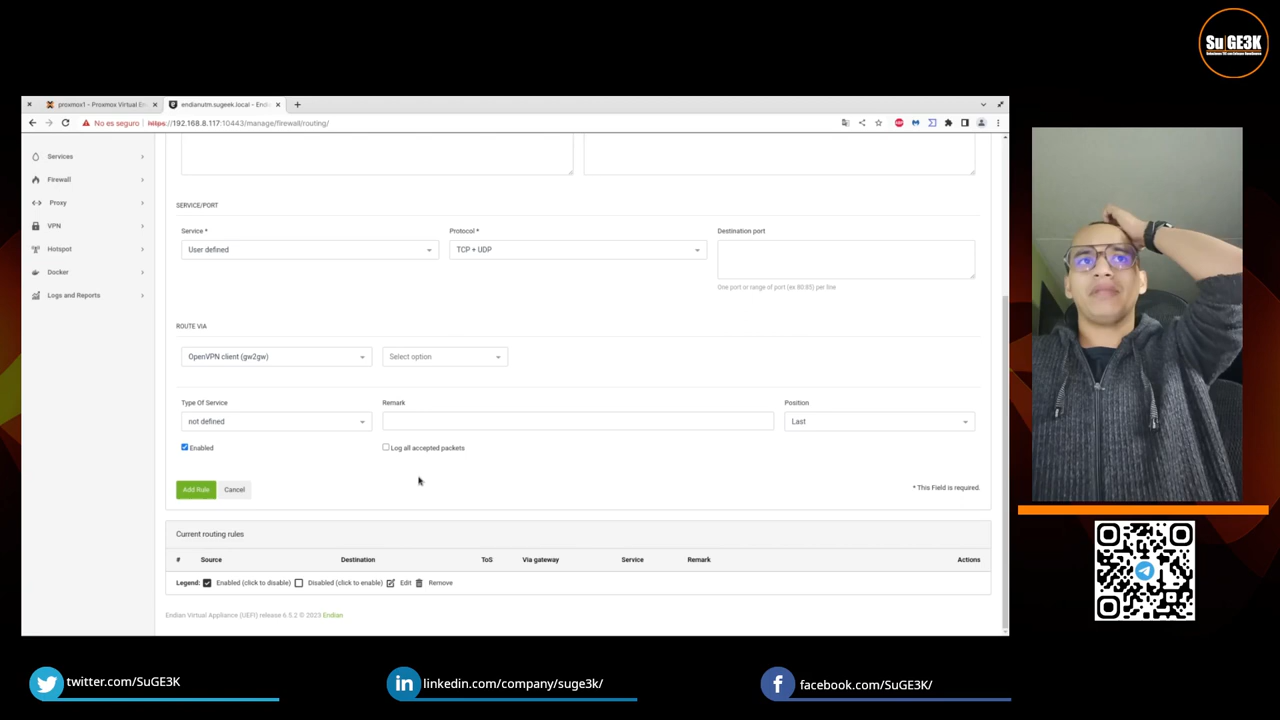 SuGE3K
proxmox1 - Proxmox Virtual En
endianutm.sugeek.local - End
No es seguro
https://192.168.8.117:10443/manage/firewall/routing/
Services
Firewall
Proxy
VPN
Hotspot
Docker
Logs and Reports
SERVICE/PORT
Service *
Protocol *
Destination port
User defined
TCP + UDP
One port or range of port (ex 80:85) per line
ROUTE VIA
OpenVPN client (gw2gw)
Select option
Type Of Service
Remark
Position
not defined
Last
Enabled
Log all accepted packets
Add Rule
Cancel
* This Field is required.
Current routing rules
# Source Destination ToS Via gateway Service Remark Actions
Legend: Enabled (click to disable) Disabled (click to enable) Edit Remove
Endian Virtual Appliance (UEFI) release 6.5.2 © 2023 Endian
twitter.com/SuGE3K
in
linkedin.com/company/suge3k/
f
facebook.com/SuGE3K/